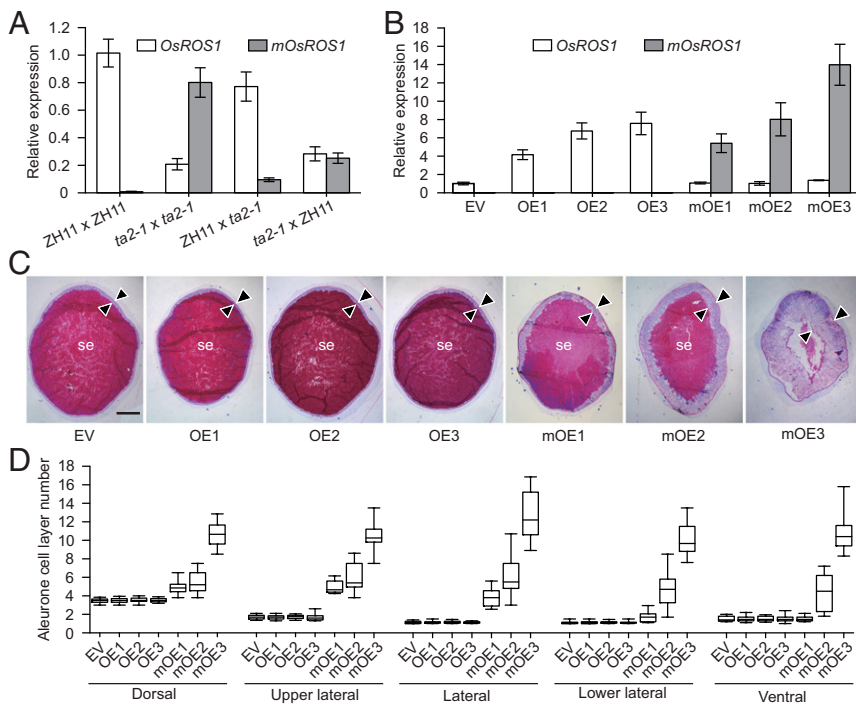 A
B
OsROS1 mOsROS1
Relative expression
1.2
1.0
0.8
0.6
0.4
0.2
0
ZH11 x ZH11
ta2-1 x ta2-1
ZH11 x ta2-1
ta2-1 x ZH11
OsROS1 mOsROS1
Relative expression
18
16
14
12
10
8
6
4
2
0
EV OE1 OE2 OE3 mOE1 mOE2 mOE3
C
se se se se se se
EV OE1 OE2 OE3 mOE1 mOE2 mOE3
D
Aleurone cell layer number
18
16
14
12
10
8
6
4
2
0
EV OE1 OE2 OE3 mOE1 mOE2 mOE3
EV OE1 OE2 OE3 mOE1 mOE2 mOE3
EV OE1 OE2 OE3 mOE1 mOE2 mOE3
EV OE1 OE2 OE3 mOE1 mOE2 mOE3
EV OE1 OE2 OE3 mOE1 mOE2 mOE3
Dorsal Upper lateral Lateral Lower lateral Ventral